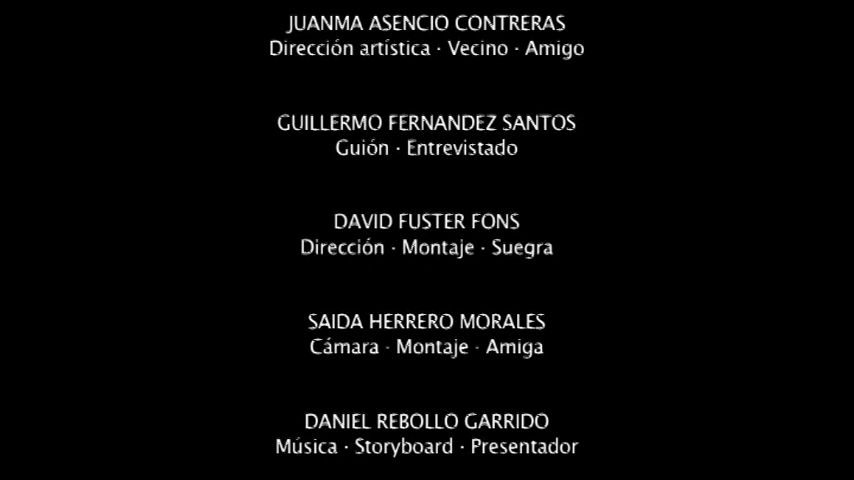 JUANMA ASENCIO CONTRERAS
Dirección artística · Vecino · Amigo
GUILLERMO FERNANDEZ SANTOS
Guión · Entrevistado
DAVID FUSTER FONS
Dirección · Montaje · Suegra
SAIDA HERRERO MORALES
Cámara · Montaje · Amiga
DANIEL REBOLLO GARRIDO
Música · Storyboard · Presentador